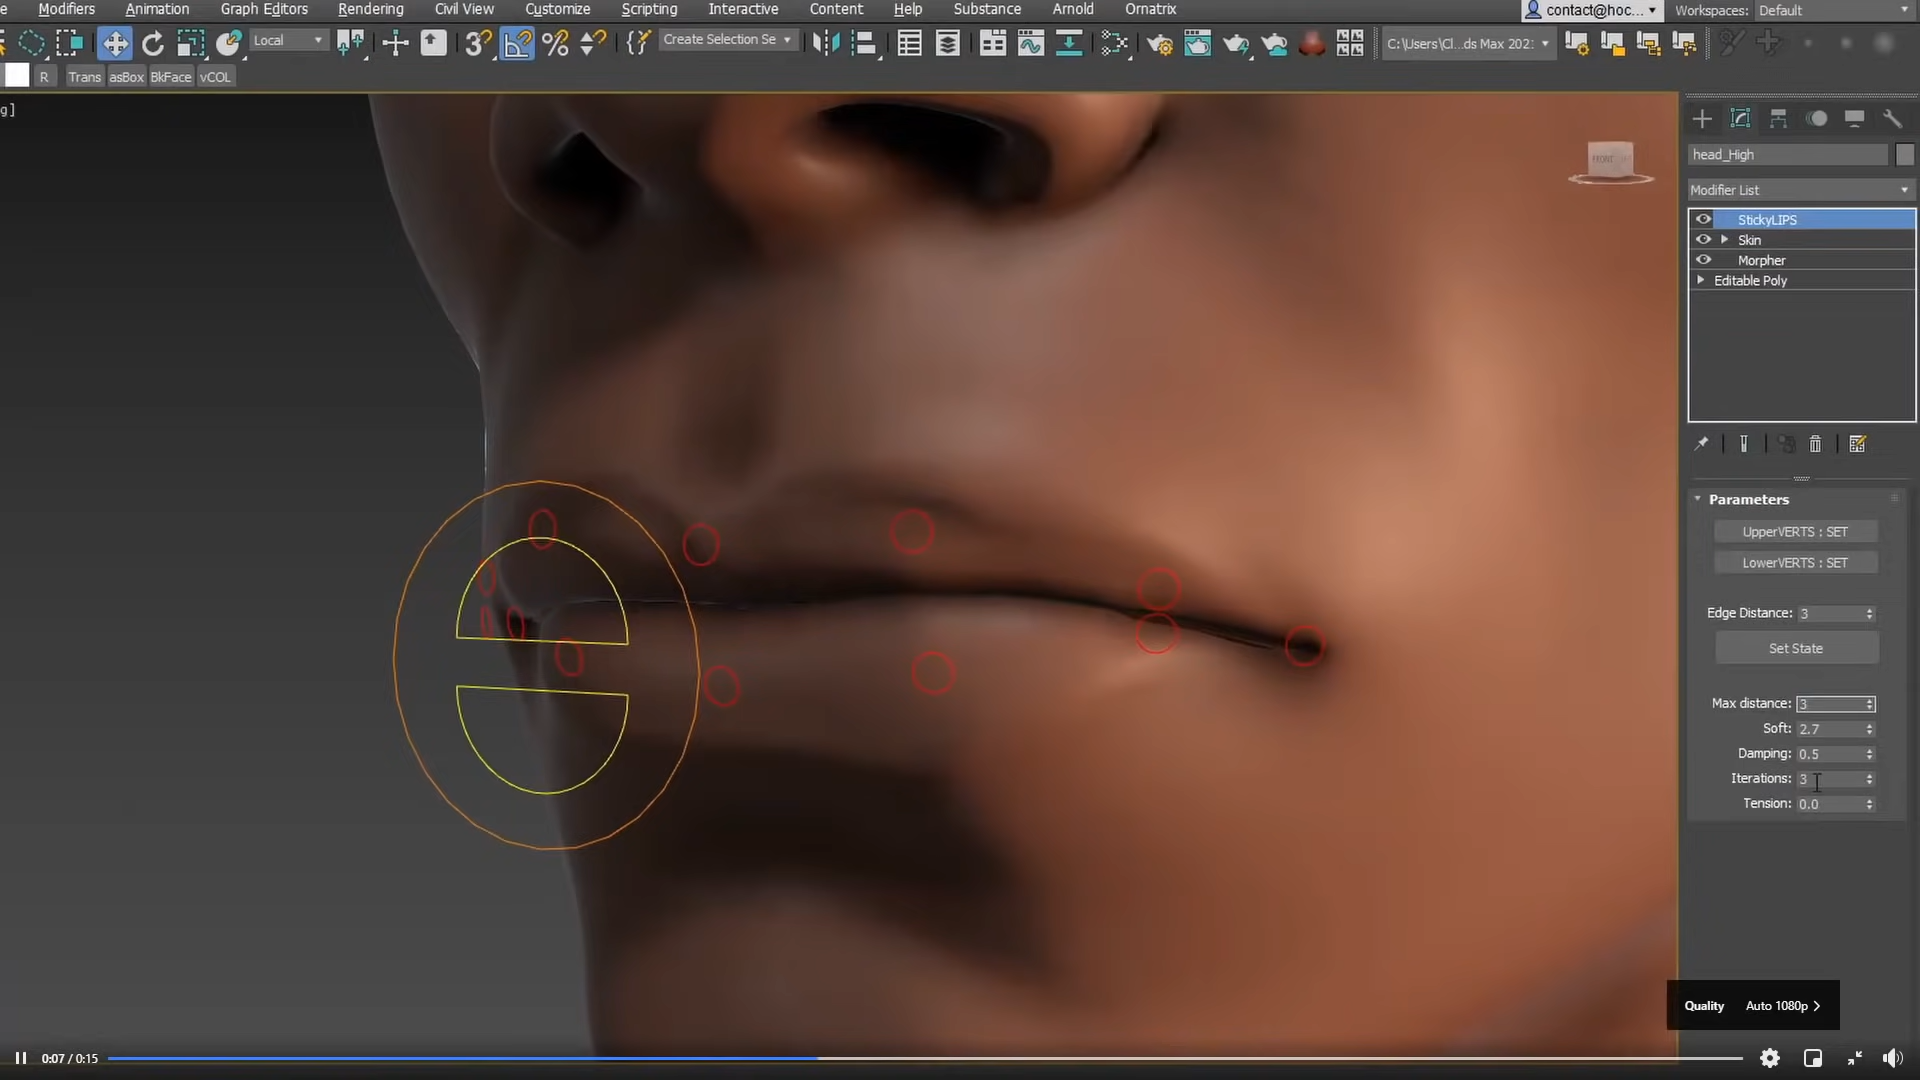 e Modifiers Animation Graph Editors Rendering Civil View Customize Scripting Interactive Content Help Substance Arnold Ornatrix contact@hoc... Workspaces: Default
Local 3 Create Selection Se C:\Users\Cl...ds Max 202:
R Trans asBox BkFace vCOL
g]
FRONT
head_High
Modifier List
StickyLIPS
Skin
Morpher
Editable Poly
Parameters
UpperVERTS : SET
LowerVERTS : SET
Edge Distance: 3
Set State
Max distance: 3
Soft: 2.7
Damping: 0.5
Iterations: 3
Tension: 0.0
Quality Auto 1080p
0:07 / 0:15